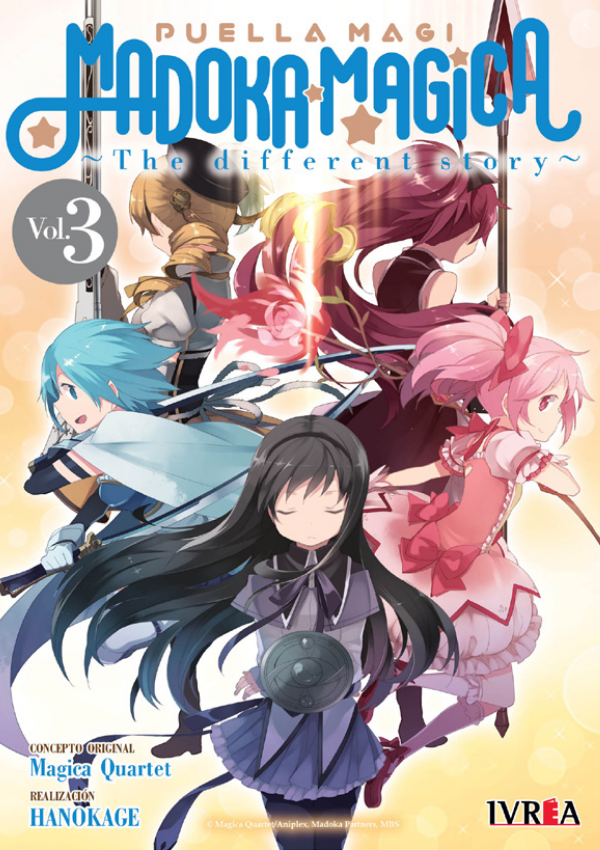 PUELLA MAGI
MADOKA MAGICA
~The different story~
Vol.3
CONCEPTO ORIGINAL
Magica Quartet
REALIZACIÓN
HANOKAGE
IVREA
© Magica Quartet/Aniplex, Madoka Partners, MBS